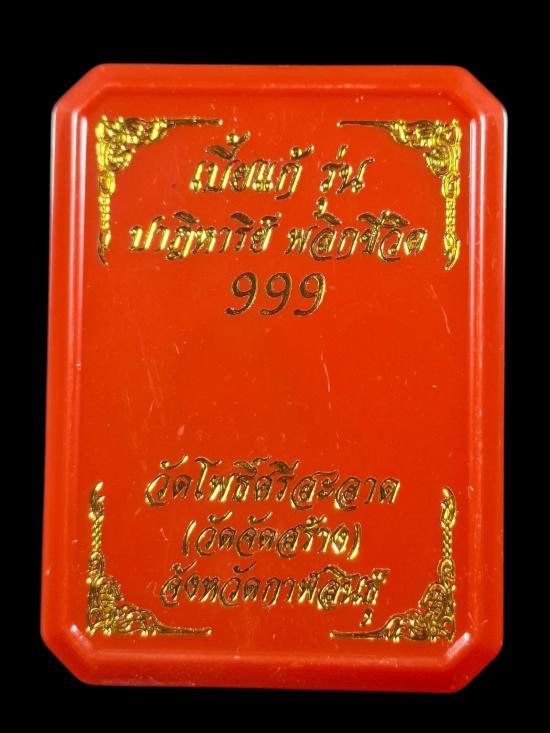 เบี้ยแก้ รุ่น
ปาฏิหาริย์ พลิกชีวิต
999
วัดโพธิ์ศรีสะอาด
(วัดจัดสร้าง)
จังหวัดกาฬสินธุ์